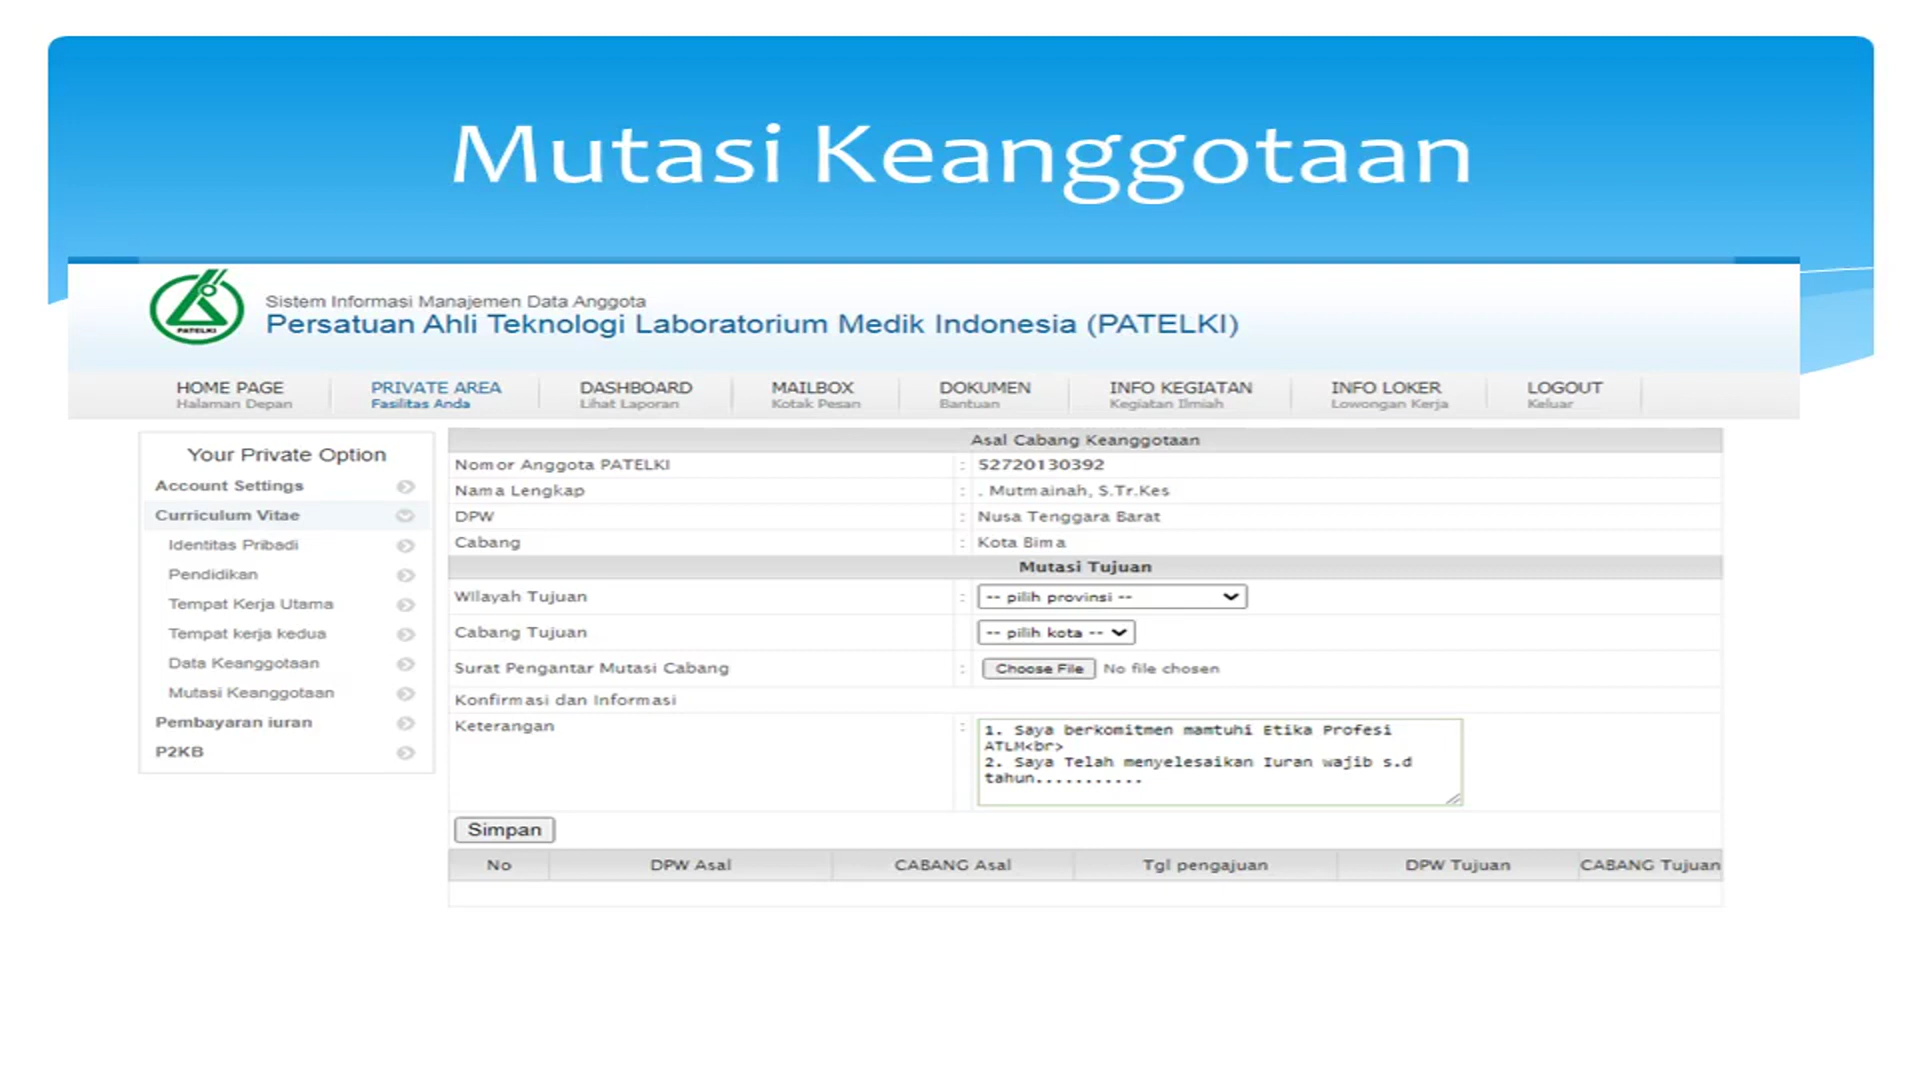 Mutasi Keanggotaan
PATELKI
Sistem Informasi Manajemen Data Anggota
Persatuan Ahli Teknologi Laboratorium Medik Indonesia (PATELKI)
HOME PAGE PRIVATE AREA DASHBOARD MAILBOX DOKUMEN INFO KEGIATAN INFO LOKER LOGOUT
Halaman Depan Fasilitas Anda Lihat Laporan Kotak Pesan Bantuan Kegiatan Ilmiah Lowongan Kerja Keluar
Your Private Option
Account Settings
Curriculum Vitae
Identitas Pribadi
Pendidikan
Tempat Kerja Utama
Tempat kerja kedua
Data Keanggotaan
Mutasi Keanggotaan
Pembayaran iuran
P2KB
Asal Cabang Keanggotaan
Nomor Anggota PATELKI : 52720130392
Nama Lengkap : . Mutmainah, S.Tr.Kes
DPW : Nusa Tenggara Barat
Cabang : Kota Bima
Mutasi Tujuan
WIlayah Tujuan : -- pilih provinsi --
Cabang Tujuan -- pilih kota --
Surat Pengantar Mutasi Cabang : Choose File No file chosen
Konfirmasi dan Informasi
Keterangan :
1. Saya berkomitmen mamtuhi Etika Profesi
ATLM<br>
2. Saya Telah menyelesaikan Iuran wajib s.d
tahun...........
Simpan
No DPW Asal CABANG Asal Tgl pengajuan DPW Tujuan CABANG Tujuan